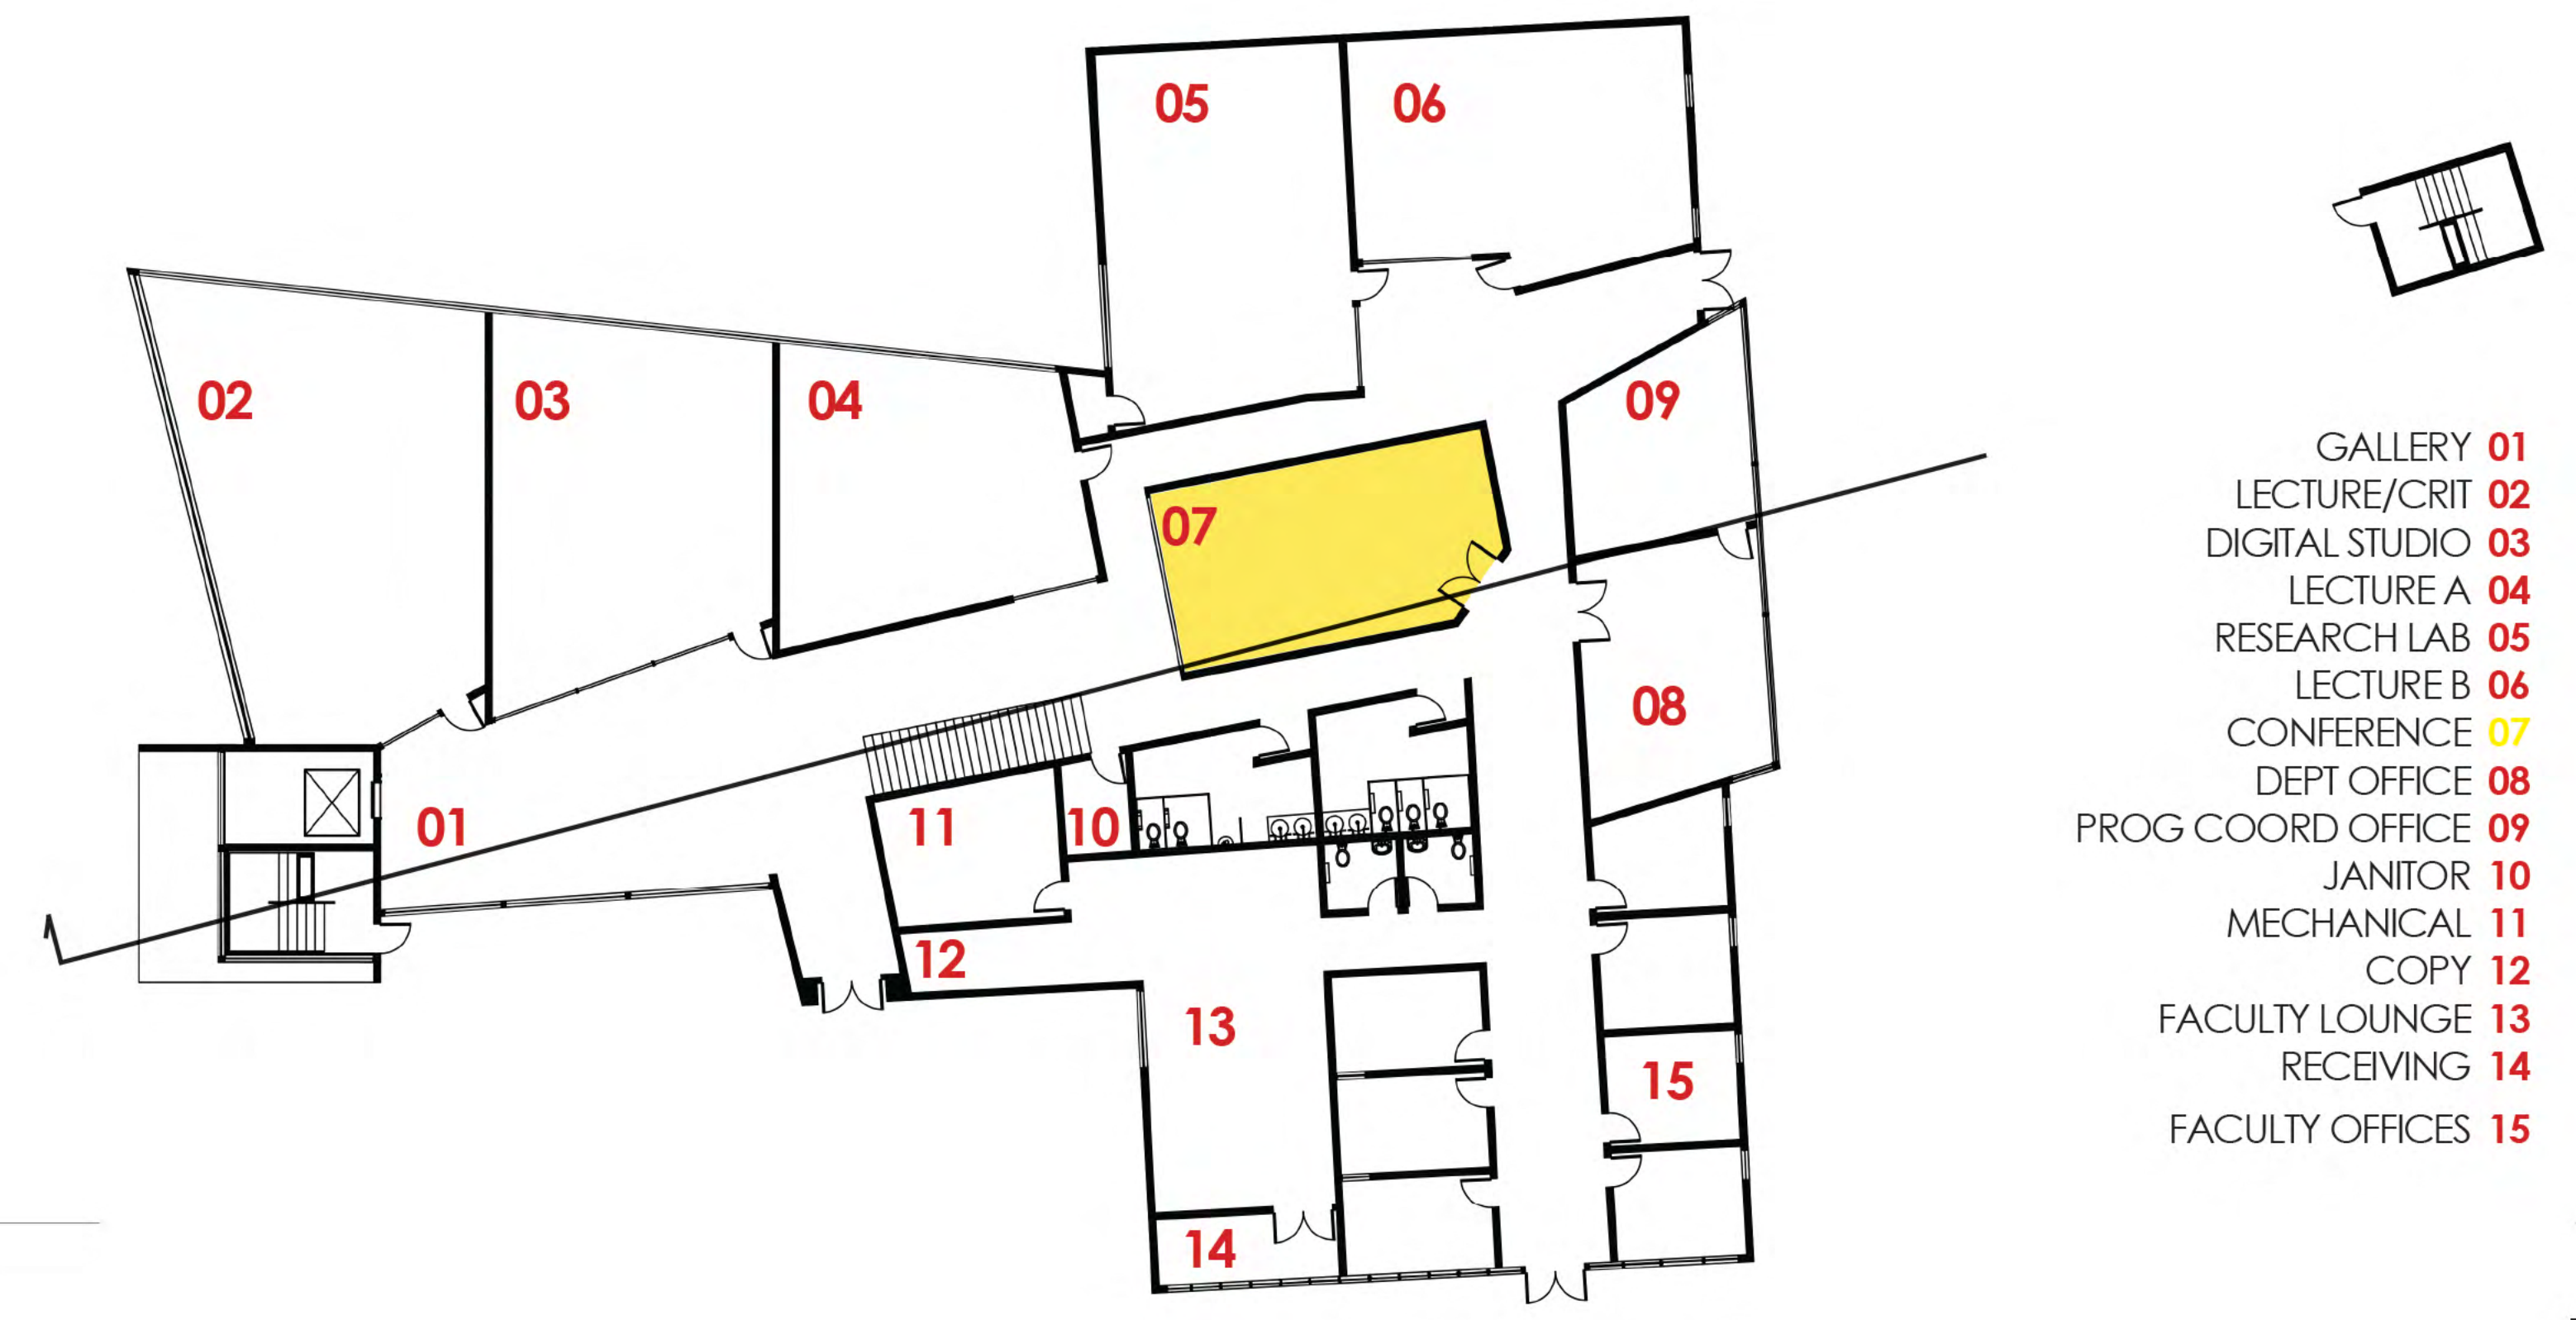 05
06
02
03
04
09
07
08
01
11
10
12
13
15
14
GALLERY 01
LECTURE/CRIT 02
DIGITAL STUDIO 03
LECTURE A 04
RESEARCH LAB 05
LECTURE B 06
CONFERENCE 07
DEPT OFFICE 08
PROG COORD OFFICE 09
JANITOR 10
MECHANICAL 11
COPY 12
FACULTY LOUNGE 13
RECEIVING 14
FACULTY OFFICES 15